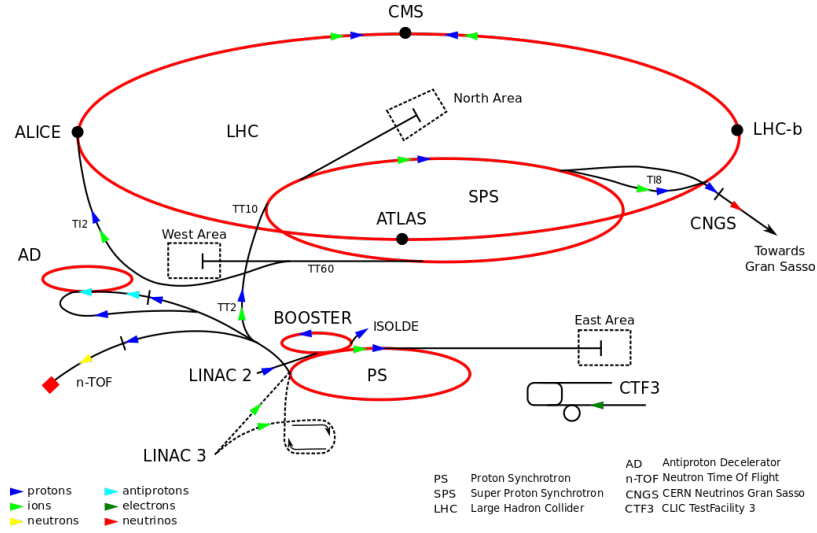 CMS
North Area
ALICE
LHC
LHC-b
TI8
SPS
TT10
CNGS
ATLAS
TI2
West Area
Towards
Gran Sasso
AD
TT60
TT2
BOOSTER
ISOLDE
East Area
n-TOF
LINAC 2
PS
CTF3
LINAC 3
protons
ions
neutrons
antiprotons
electrons
neutrinos
PS Proton Synchrotron
SPS Super Proton Synchrotron
LHC Large Hadron Collider
AD Antiproton Decelerator
n-TOF Neutron Time Of Flight
CNGS CERN Neutrinos Gran Sasso
CTF3 CLIC TestFacility 3